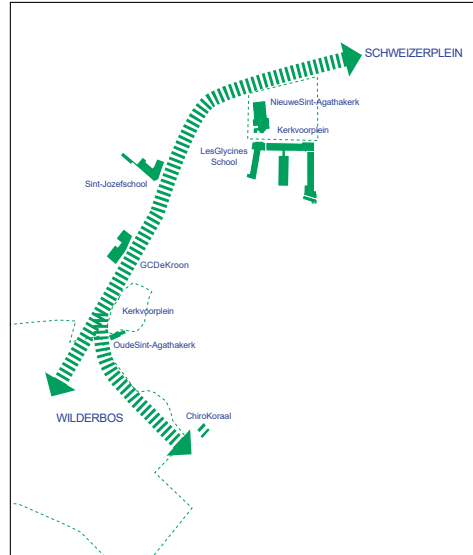 SCHWEIZERPLEIN
NieuweSint-Agathakerk
Kerkvoorplein
LesGlycines
School
Sint-Jozefschool
GCDeKroon
Kerkvoorplein
OudeSint-Agathakerk
WILDERBOS
ChiroKoraal